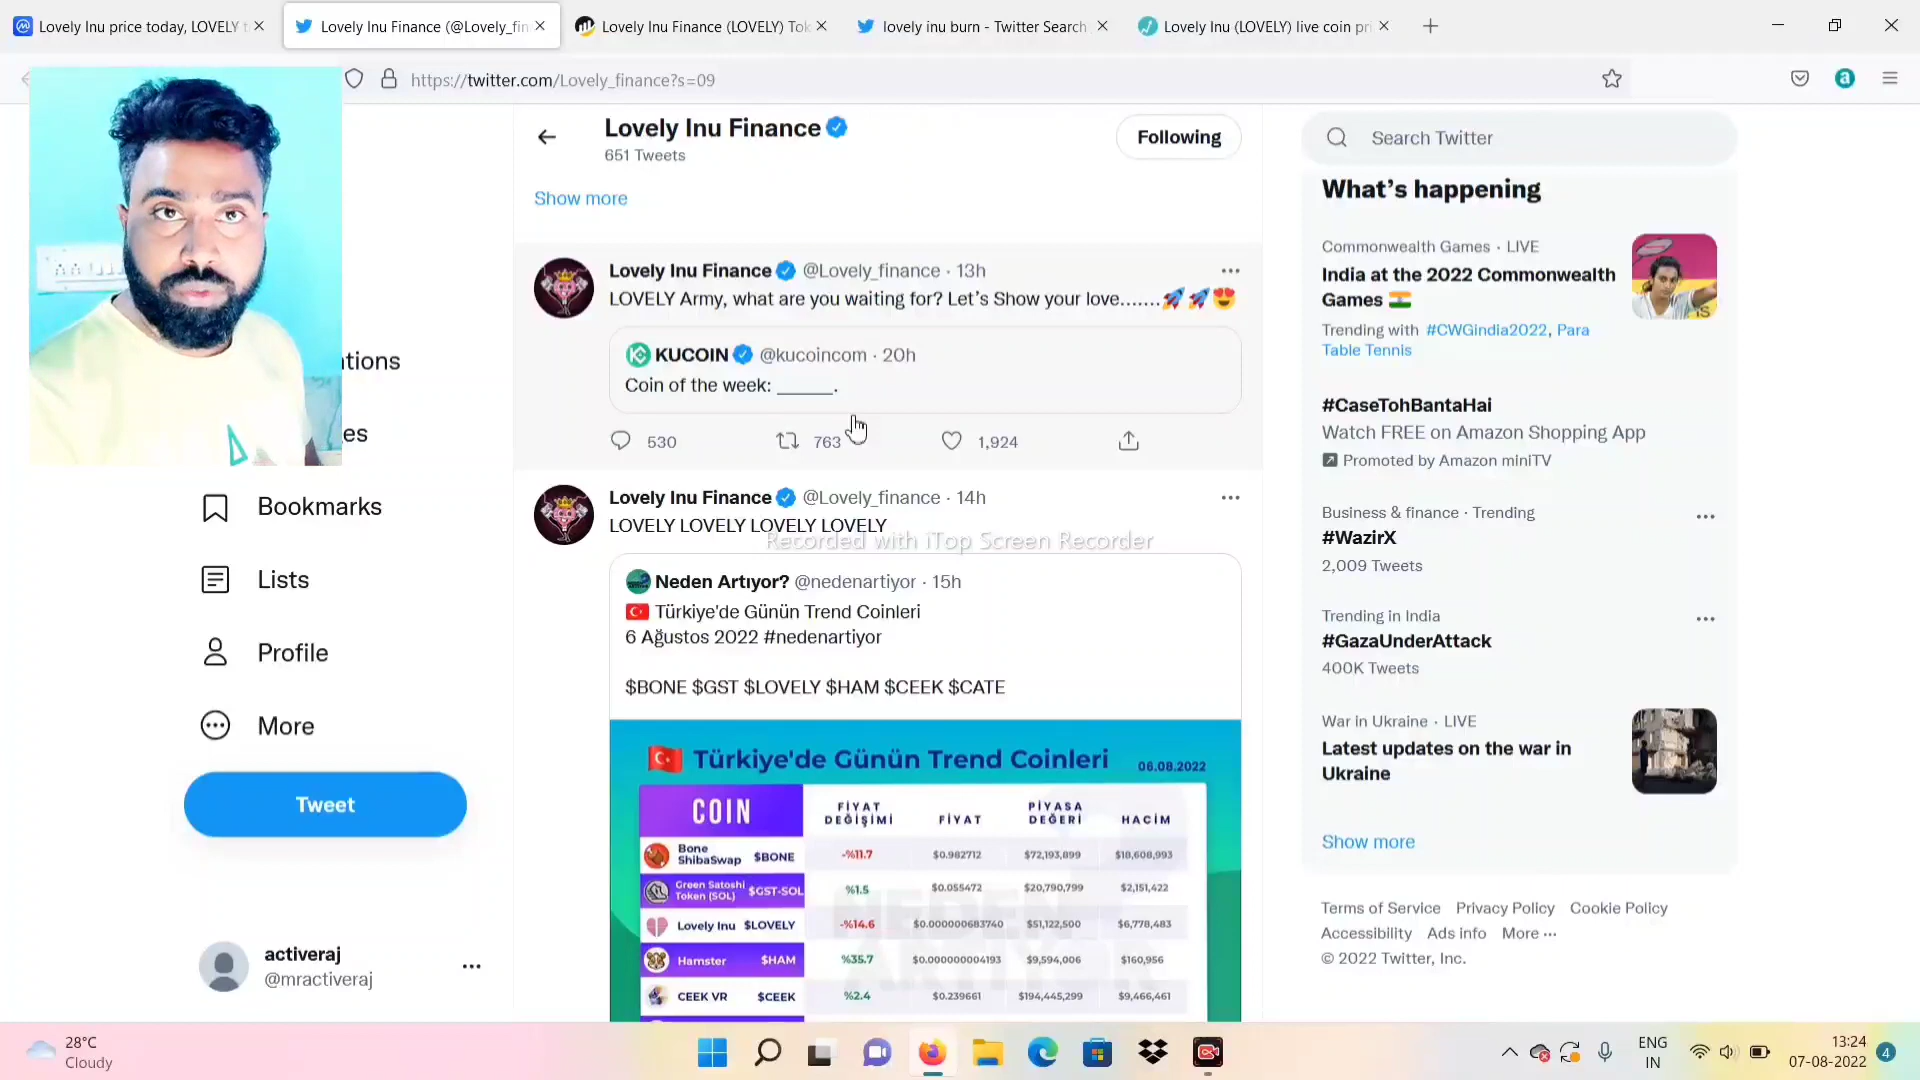 Lovely Inu price today, LOVELY t
Lovely Inu Finance (@Lovely_fin
Lovely Inu Finance (LOVELY) Tok
lovely inu burn - Twitter Search
Lovely Inu (LOVELY) live coin pri
https://twitter.com/Lovely_finance?s=09
Lovely Inu Finance
651 Tweets
Following
Show more
Lovely Inu Finance @Lovely_finance · 13h
LOVELY Army, what are you waiting for? Let's Show your love.......🚀🚀😍
KUCOIN @kucoincom · 20h
Coin of the week: ______.
530 763 1,924
Lovely Inu Finance @Lovely_finance · 14h
LOVELY LOVELY LOVELY LOVELY
Recorded with iTop Screen Recorder
Neden Artıyor? @nedenartiyor · 15h
🇹🇷 Türkiye'de Günün Trend Coinleri
6 Ağustos 2022 #nedenartiyor
$BONE $GST $LOVELY $HAM $CEEK $CATE
Türkiye'de Günün Trend Coinleri 06.08.2022
COIN FİYAT DEĞİŞİMİ FİYAT PİYASA DEĞERİ HACİM
Bone ShibaSwap $BONE -%11.7 $0.982712 $72,193,899 $18,608,993
Green Satoshi Token (SOL) $GST-SOL %1.5 $0.055472 $20,790,799 $2,151,422
Lovely Inu $LOVELY -%14.6 $0.000000683740 $51,122,500 $6,778,483
Hamster $HAM %35.7 $0.000000004193 $9,594,006 $160,956
CEEK VR $CEEK %2.4 $0.239661 $194,445,299 $9,466,461
NEDEN
ARTIYOR
itions
es
Bookmarks
Lists
Profile
More
Tweet
activeraj
@mractiveraj
Search Twitter
What's happening
Commonwealth Games · LIVE
India at the 2022 Commonwealth
Games 🇮🇳
Trending with #CWGindia2022, Para
Table Tennis
#CaseTohBantaHai
Watch FREE on Amazon Shopping App
Promoted by Amazon miniTV
Business & finance · Trending
#WazirX
2,009 Tweets
Trending in India
#GazaUnderAttack
400K Tweets
War in Ukraine · LIVE
Latest updates on the war in
Ukraine
Show more
Terms of Service Privacy Policy Cookie Policy
Accessibility Ads info More ···
© 2022 Twitter, Inc.
28°C
Cloudy
ENG
IN
13:24
07-08-2022
4